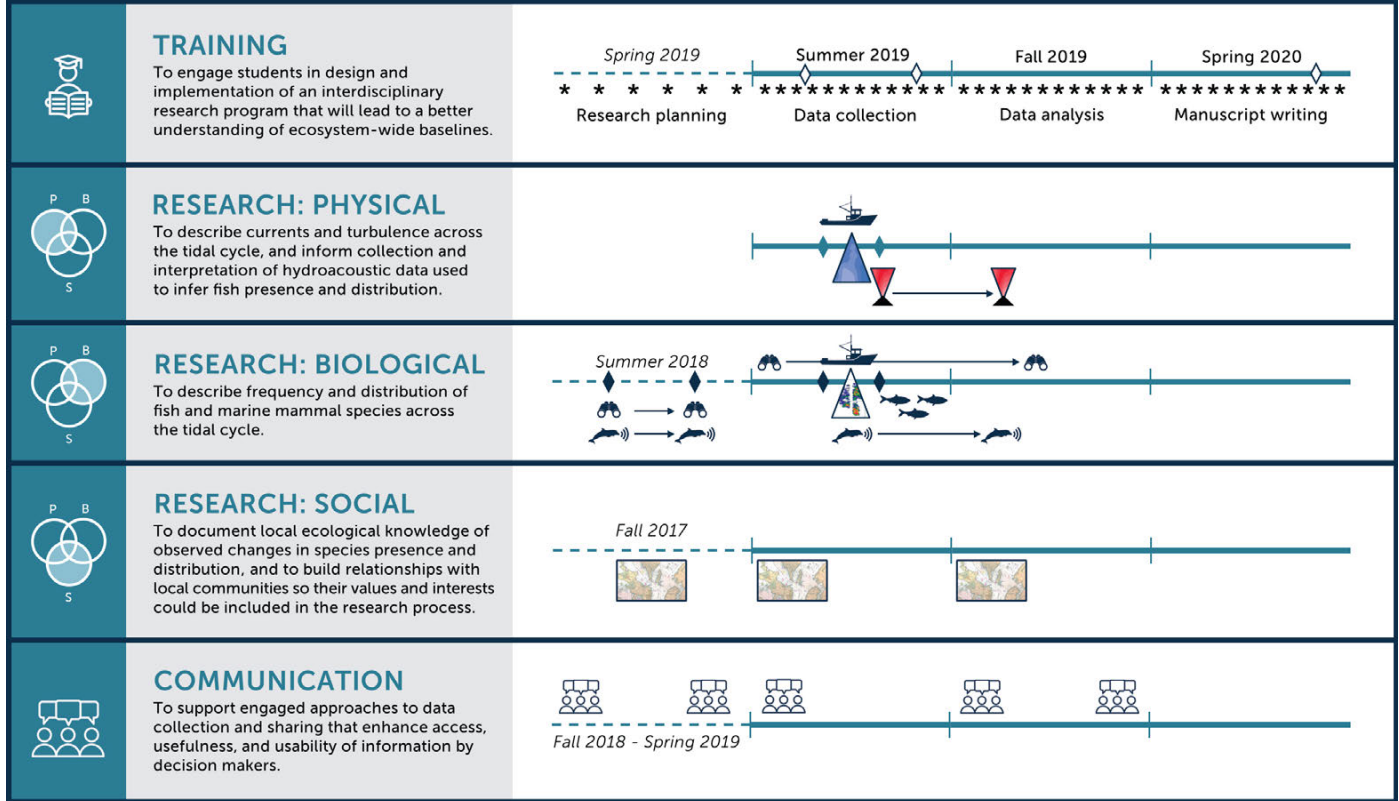 TRAINING
To engage students in design and
implementation of an interdisciplinary
research program that will lead to a better
understanding of ecosystem-wide baselines.
Spring 2019
Summer 2019
Fall 2019
Spring 2020
* * * * * * * * * * * * * * * * * * * * * * * * * * * * * * * * * * * * * * * * * *
Research planning
Data collection
Data analysis
Manuscript writing
P B
S
RESEARCH: PHYSICAL
To describe currents and turbulence across
the tidal cycle, and inform collection and
interpretation of hydroacoustic data used
to infer fish presence and distribution.
P B
S
RESEARCH: BIOLOGICAL
To describe frequency and distribution of
fish and marine mammal species across
the tidal cycle.
Summer 2018
P B
S
RESEARCH: SOCIAL
To document local ecological knowledge of
observed changes in species presence and
distribution, and to build relationships with
local communities so their values and interests
could be included in the research process.
Fall 2017
COMMUNICATION
To support engaged approaches to data
collection and sharing that enhance access,
usefulness, and usability of information by
decision makers.
Fall 2018 - Spring 2019